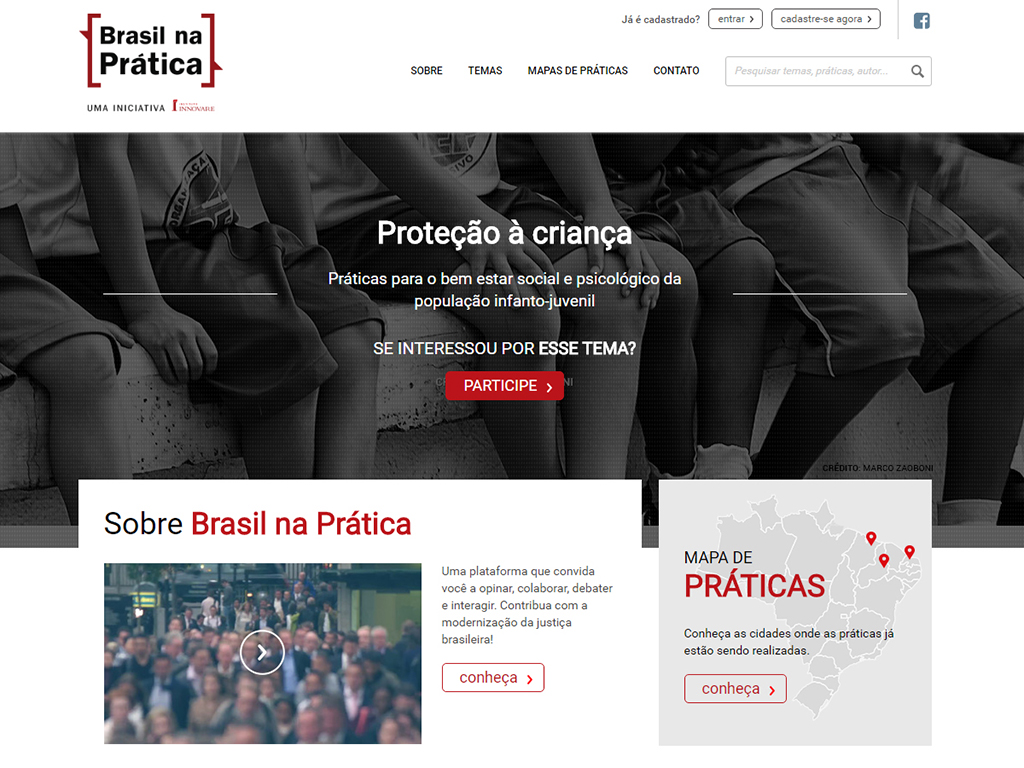 Já é cadastrado?
entrar
cadastre-se agora
Brasil na
Prática
UMA INICIATIVA
INNOVARE
SOBRE
TEMAS
MAPAS DE PRÁTICAS
CONTATO
Pesquisar temas, práticas, autor...
Proteção à criança
Práticas para o bem estar social e psicológico da
população infanto-juvenil
SE INTERESSOU POR ESSE TEMA?
PARTICIPE
CRÉDITO: MARCO ZAOBONI
Sobre Brasil na Prática
Uma plataforma que convida
você a opinar, colaborar, debater
e interagir. Contribua com a
modernização da justiça
brasileira!
conheça
MAPA DE
PRÁTICAS
Conheça as cidades onde as práticas já
estão sendo realizadas.
conheça